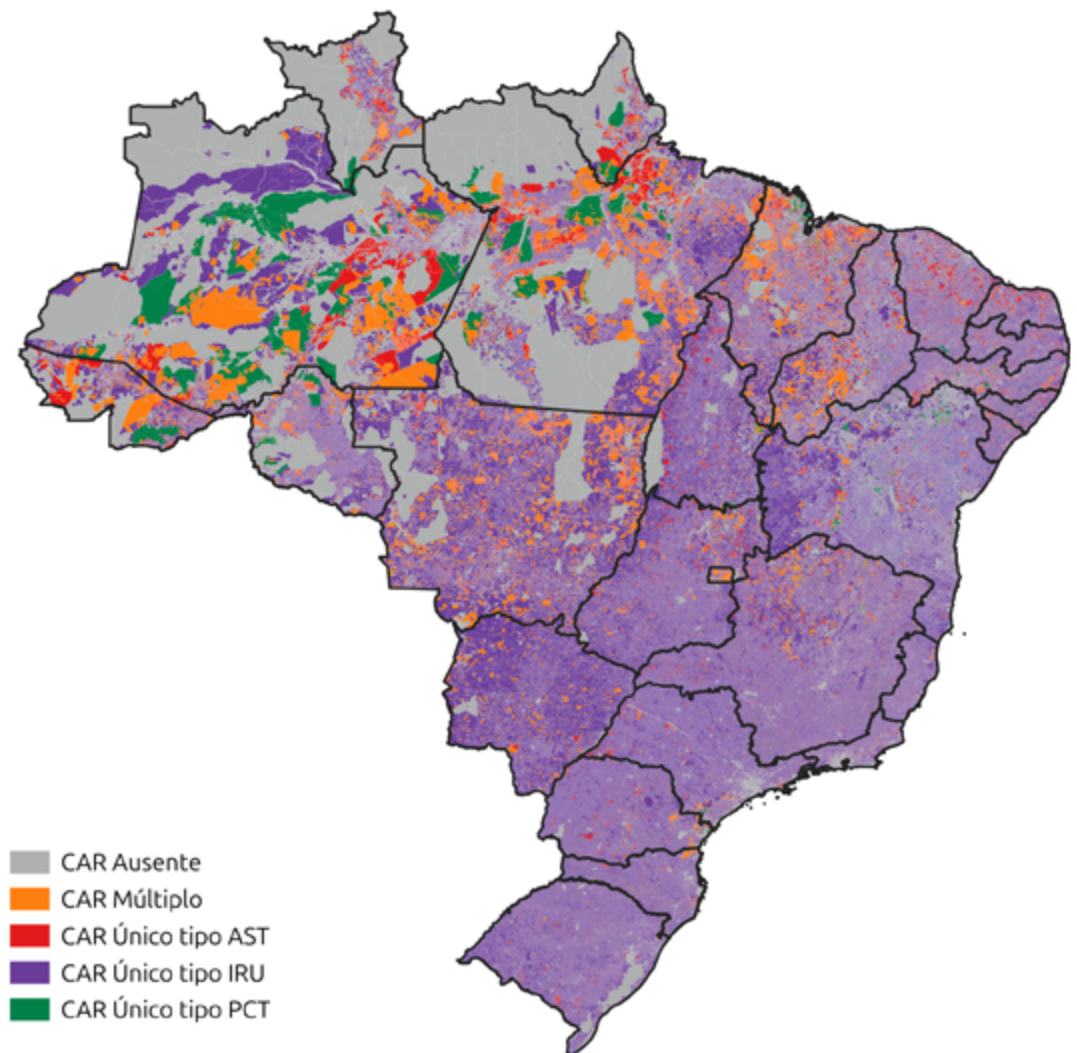 CAR Ausente
CAR Múltiplo
CAR Único tipo AST
CAR Único tipo IRU
CAR Único tipo PCT